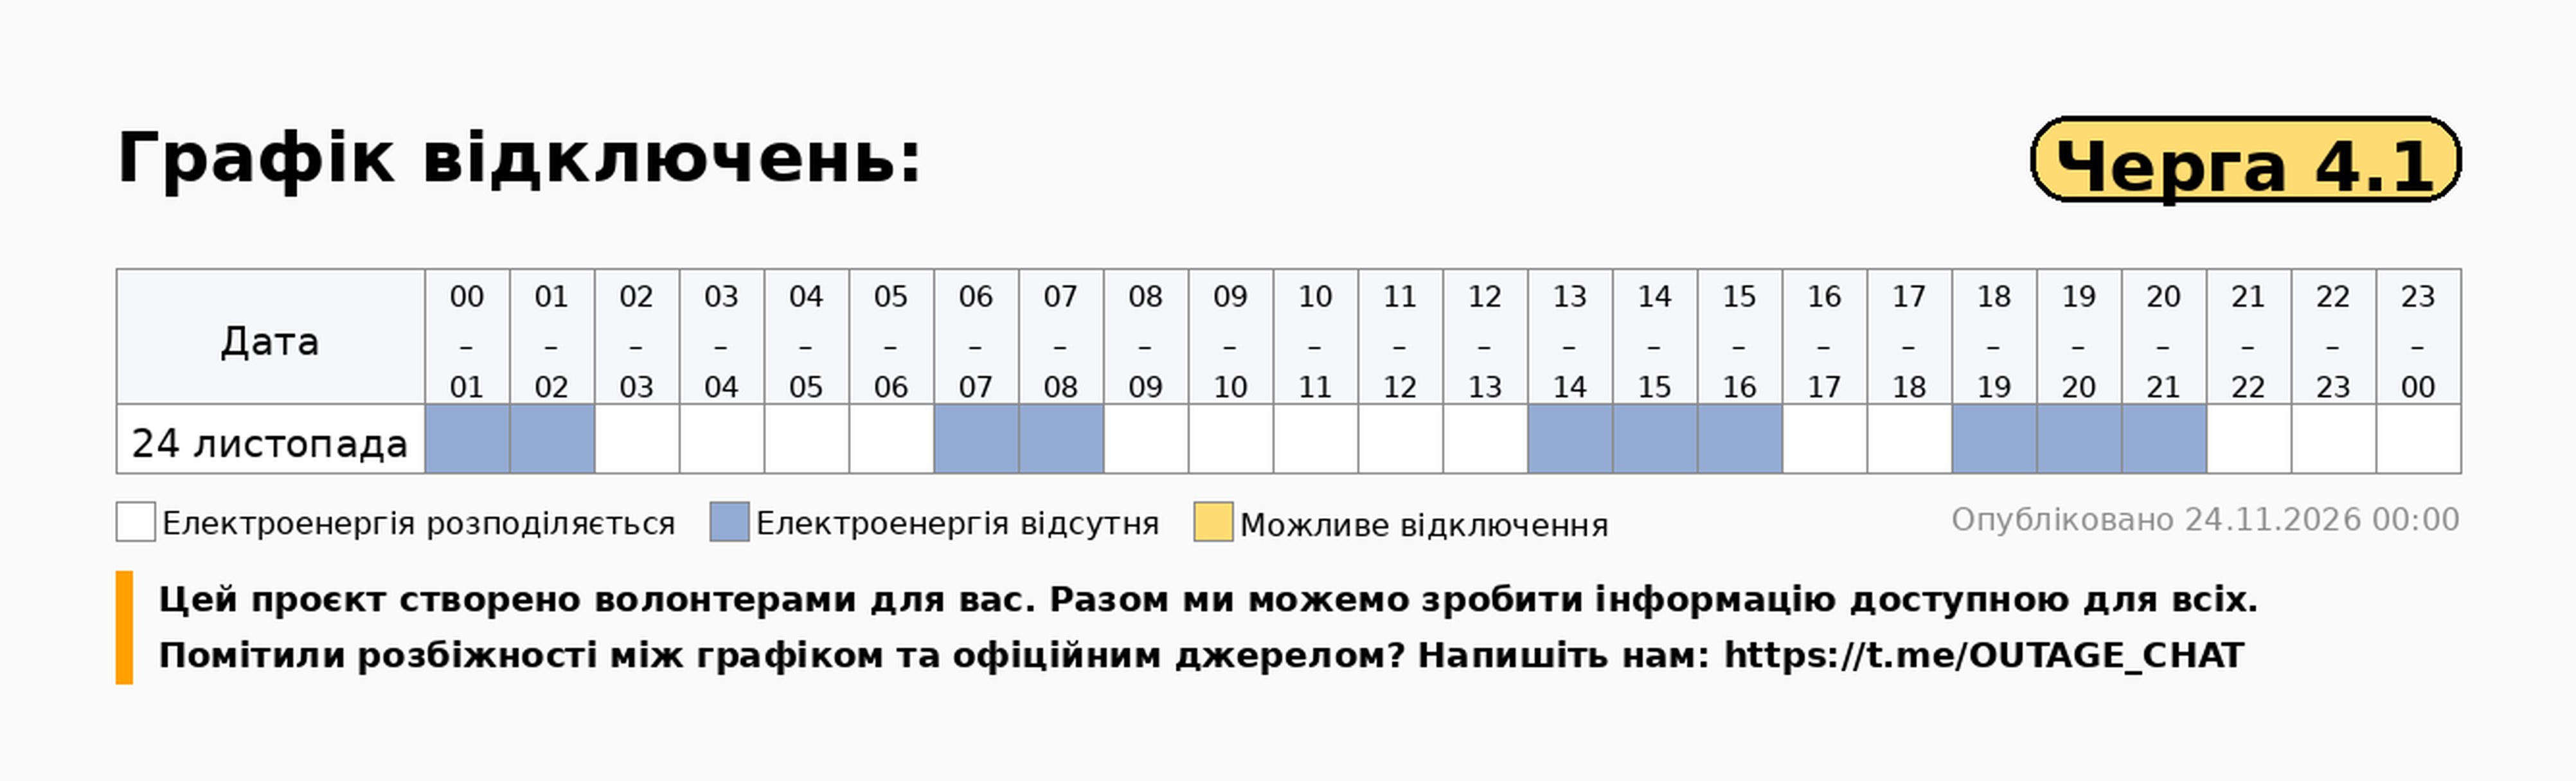 Графік відключень:
Черга 4.1
Дата
00 – 01
01 – 02
02 – 03
03 – 04
04 – 05
05 – 06
06 – 07
07 – 08
08 – 09
09 – 10
10 – 11
11 – 12
12 – 13
13 – 14
14 – 15
15 – 16
16 – 17
17 – 18
18 – 19
19 – 20
20 – 21
21 – 22
22 – 23
23 – 00
24 листопада
Електроенергія розподіляється
Електроенергія відсутня
Можливе відключення
Опубліковано 24.11.2026 00:00
Цей проєкт створено волонтерами для вас. Разом ми можемо зробити інформацію доступною для всіх.
Помітили розбіжності між графіком та офіційним джерелом? Напишіть нам: https://t.me/OUTAGE_CHAT